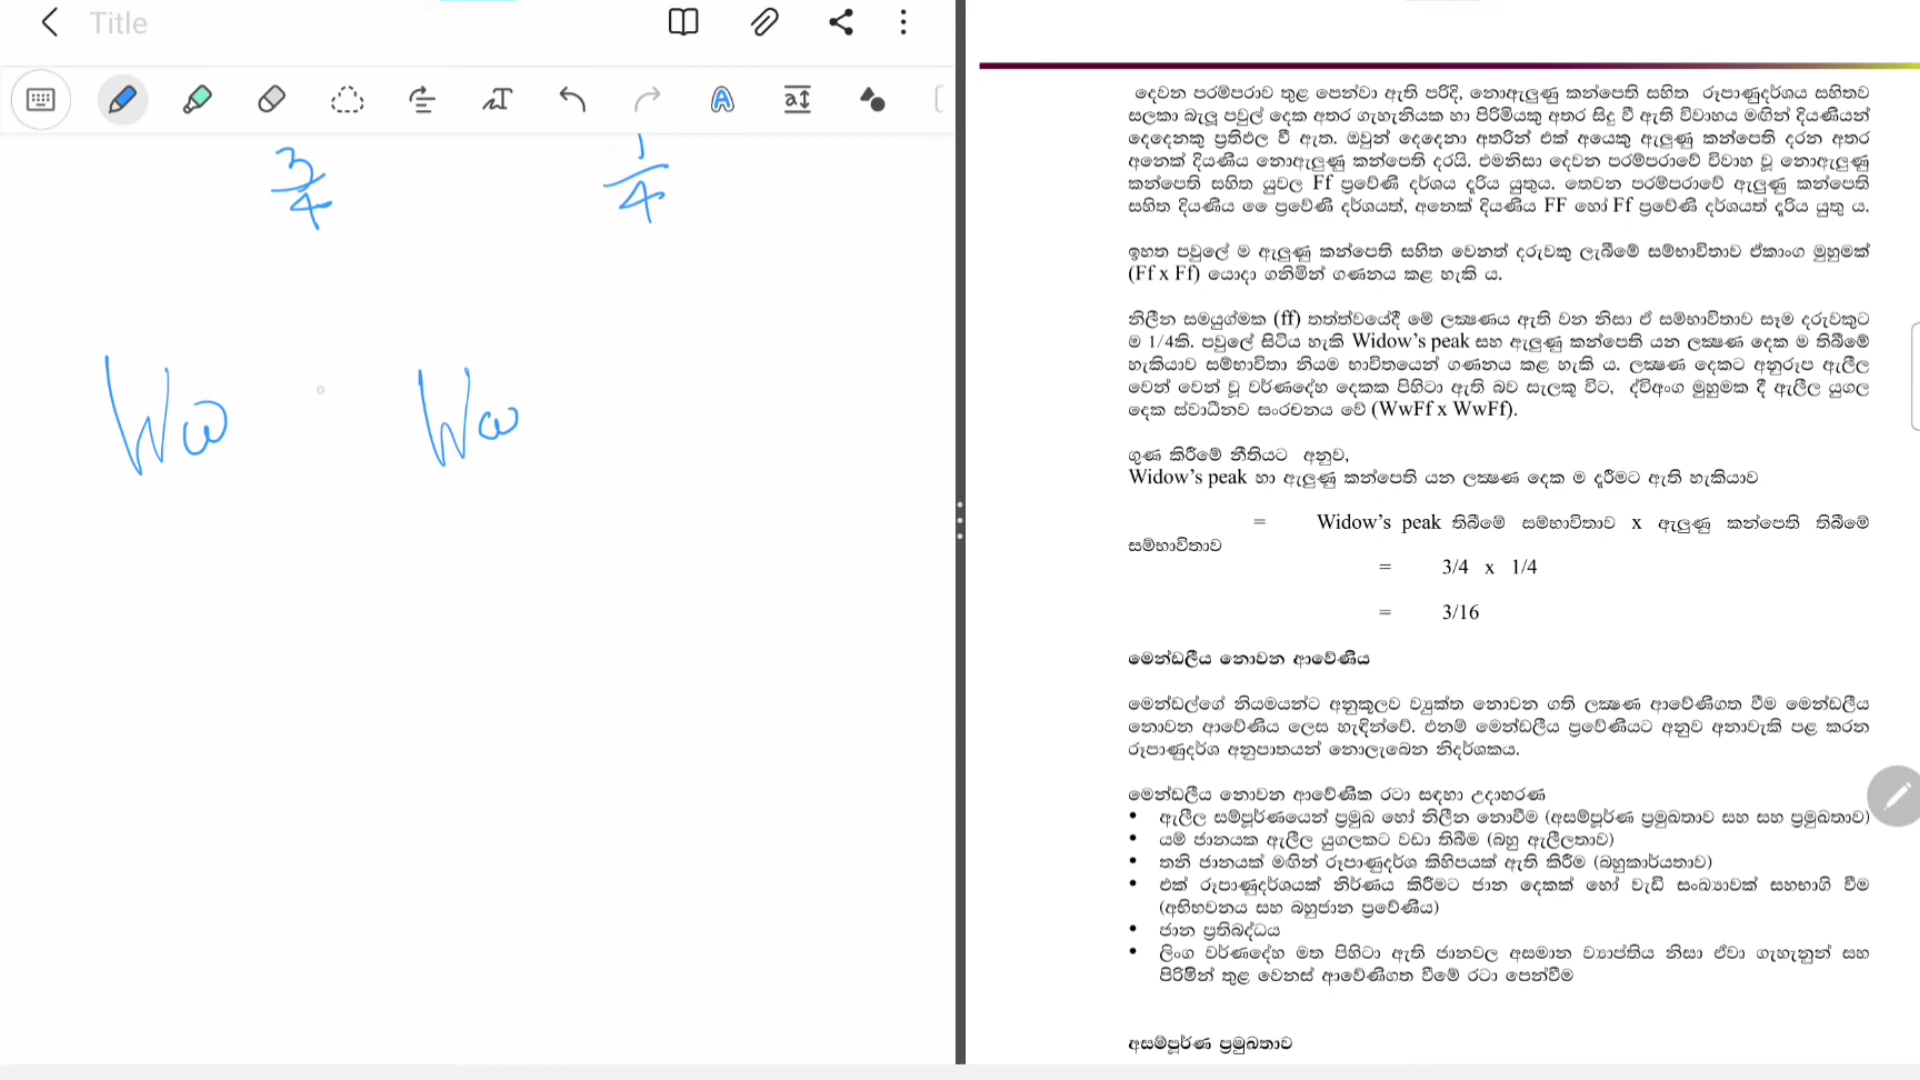 Title
3/4
1/4
Ww Ww
දෙවන පරම්පරාව තුළ පෙන්වා ඇති පරිදි, නොඇලුණු කන්පෙති සහිත රූපාණුදර්ශය සහිතව
සලකා බැලූ පවුල් දෙක අතර ගැහැනියක හා පිරිමියකු අතර සිදු වී ඇති විවාහය මඟින් දියණියන්
දෙදෙනකු ප්‍රතිඵල වී ඇත. ඔවුන් දෙදෙනා අතරින් එක් අයෙකු ඇලුණු කන්පෙති දරන අතර
අනෙක් දියණිය නොඇලුණු කන්පෙති දරයි. එමනිසා දෙවන පරම්පරාවේ විවාහ වූ නොඇලුණු
කන්පෙති සහිත යුවල Ff ප්‍රවේණි දර්ශය දැරිය යුතුය. තෙවන පරම්පරාවේ ඇලුණු කන්පෙති
සහිත දියණිය ෙෙ ප්‍රවේණි දර්ශයත්, අනෙක් දියණිය FF හෝ Ff ප්‍රවේණි දර්ශයත් දැරිය යුතු ය.
ඉහත පවුලේ ම ඇලුණු කන්පෙති සහිත වෙනත් දරුවකු ලැබීමේ සම්භාවිතාව ඒකාංග මුහුමක්
(Ff x Ff) යොදා ගනිමින් ගණනය කළ හැකි ය.
නිලීන සමයුග්මක (ff) තත්ත්වයේදී මේ ලක්‍ෂණය ඇති වන නිසා ඒ සම්භාවිතාව සෑම දරුවකුට
ම 1/4කි. පවුලේ සිටිය හැකි Widow's peak සහ ඇලුණු කන්පෙති යන ලක්‍ෂණ දෙක ම තිබීමේ
හැකියාව සම්භාවිතා නියම භාවිතයෙන් ගණනය කළ හැකි ය. ලක්‍ෂණ දෙකට අනුරූප ඇලීල
වෙන් වෙන් වූ වර්ණදේහ දෙකක පිහිටා ඇති බව සැලකූ විට, ද්විඅංග මුහුමක දී ඇලීල යුගල
දෙක ස්වාධීනව සංරචනය වේ (WwFf x WwFf).
ගුණ කිරීමේ නීතියට අනුව,
Widow's peak හා ඇලුණු කන්පෙති යන ලක්‍ෂණ දෙක ම දැරීමට ඇති හැකියාව
= Widow's peak තිබීමේ සම්භාවිතාව x ඇලුණු කන්පෙති තිබීමේ
සම්භාවිතාව
= 3/4 x 1/4
= 3/16
මෙන්ඩලීය නොවන ආවේණිය
මෙන්ඩල්ගේ නියමයන්ට අනුකූලව ව්‍යුක්ත නොවන ගති ලක්‍ෂණ ආවේණිගත වීම මෙන්ඩලීය
නොවන ආවේණිය ලෙස හැඳින්වේ. එනම් මෙන්ඩලීය ප්‍රවේණියට අනුව අනාවැකි පළ කරන
රූපාණුදර්ශ අනුපාතයන් නොලැබෙන නිදර්ශකය.
මෙන්ඩලීය නොවන ආවේණික රටා සඳහා උදාහරණ
• ඇලීල සම්පූර්ණයෙන් ප්‍රමුඛ හෝ නිලීන නොවීම (අසම්පූර්ණ ප්‍රමුඛතාව සහ සහ ප්‍රමුඛතාව)
• යම් ජානයක ඇලීල යුගලකට වඩා තිබීම (බහු ඇලීලතාව)
• තනි ජානයක් මඟින් රූපාණුදර්ශ කිහිපයක් ඇති කිරීම (බහුකාර්යතාව)
• එක් රූපාණුදර්ශයක් නිර්ණය කිරීමට ජාන දෙකක් හෝ වැඩි සංඛ්‍යාවක් සහභාගි වීම
(අභිභවනය සහ බහුජාන ප්‍රවේණිය)
• ජාන ප්‍රතිබද්ධය
• ලිංග වර්ණදේහ මත පිහිටා ඇති ජානවල අසමාන ව්‍යාප්තිය නිසා ඒවා ගැහැනුන් සහ
පිරිමින් තුළ වෙනස් ආවේණිගත වීමේ රටා පෙන්වීම
අසම්පූර්ණ ප්‍රමුඛතාව